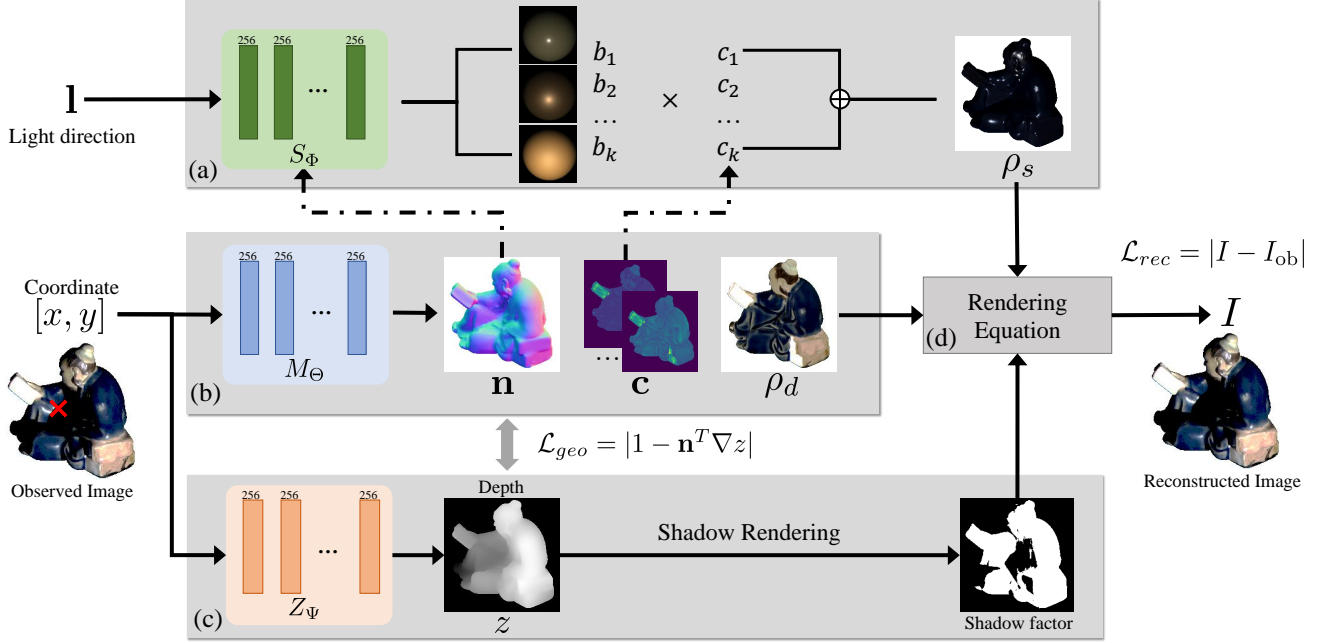 256 256 256
...
S_Φ
(a)
l
Light direction
b_1
b_2
...
b_k
×
c_1
c_2
...
c_k
ρ_s
256 256 256
...
M_Θ
(b)
Coordinate
[x, y]
Observed Image
n
...
c
ρ_d
Rendering
Equation
(d)
L_rec = |I − I_ob|
I
Reconstructed Image
L_geo = |1 − n^T ∇z|
256 256 256
...
Z_Ψ
(c)
Depth
z
Shadow Rendering
Shadow factor